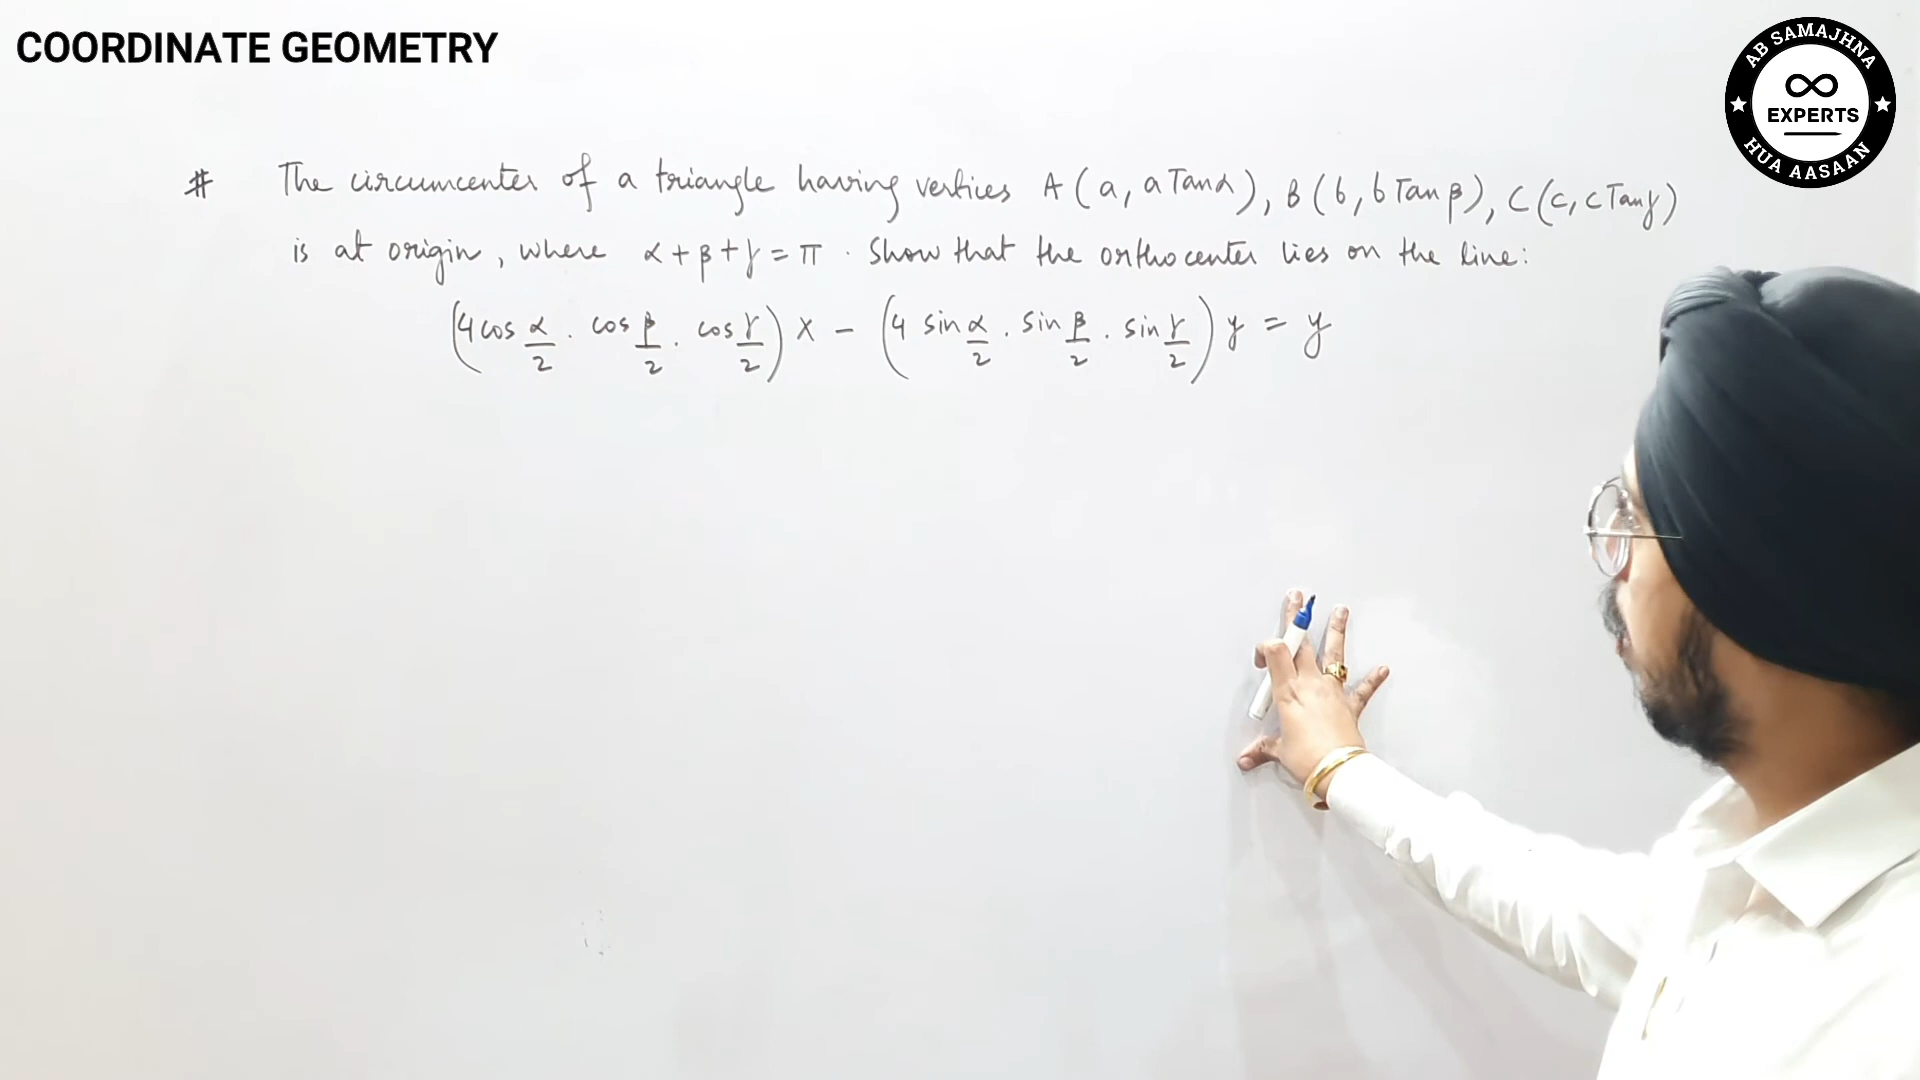 COORDINATE GEOMETRY
AB SAMAJHNA
∞
EXPERTS
HUA AASAAN
# The circumcenter of a triangle having vertices A (a, a Tanα), B (b, b Tan β), C (c, c Tanγ)
is at origin, where α + β + γ = π. Show that the orthocenter lies on the line:
(4 cos α/2 . cos β/2 . cos γ/2) x − (4 sin α/2 . sin β/2 . sin γ/2) y = y